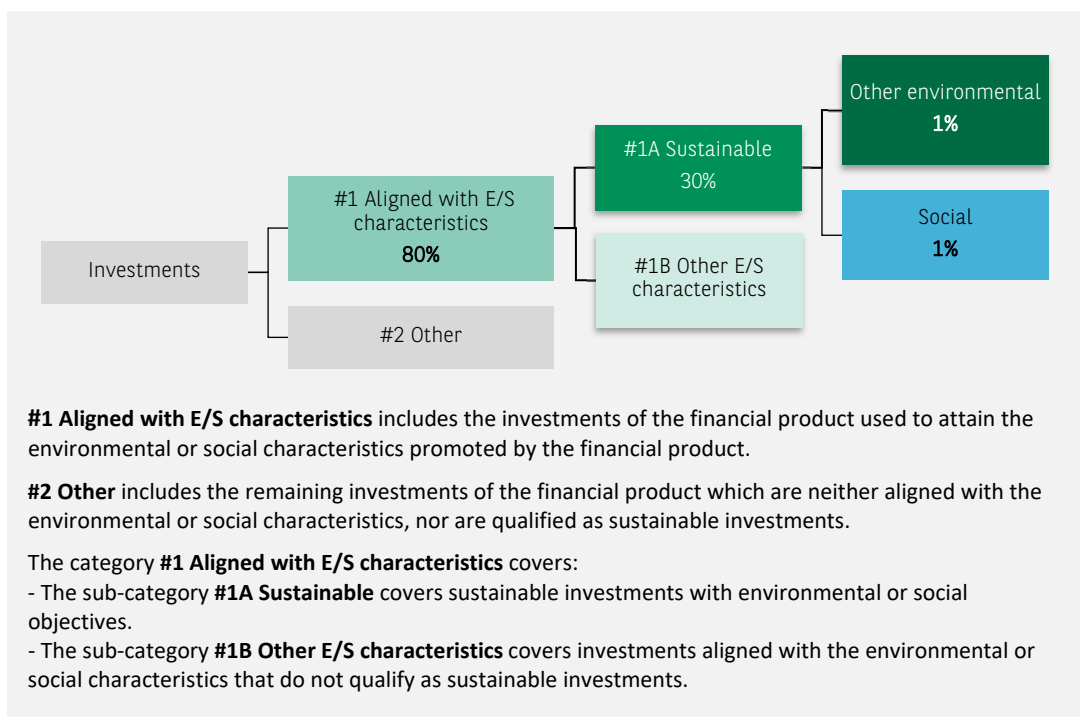 Other environmental
1%
#1A Sustainable
30%
#1 Aligned with E/S
characteristics
80%
Social
1%
Investments
#1B Other E/S
characteristics
#2 Other
#1 Aligned with E/S characteristics includes the investments of the financial product used to attain the
environmental or social characteristics promoted by the financial product.
#2 Other includes the remaining investments of the financial product which are neither aligned with the
environmental or social characteristics, nor are qualified as sustainable investments.
The category #1 Aligned with E/S characteristics covers:
- The sub-category #1A Sustainable covers sustainable investments with environmental or social
objectives.
- The sub-category #1B Other E/S characteristics covers investments aligned with the environmental or
social characteristics that do not qualify as sustainable investments.